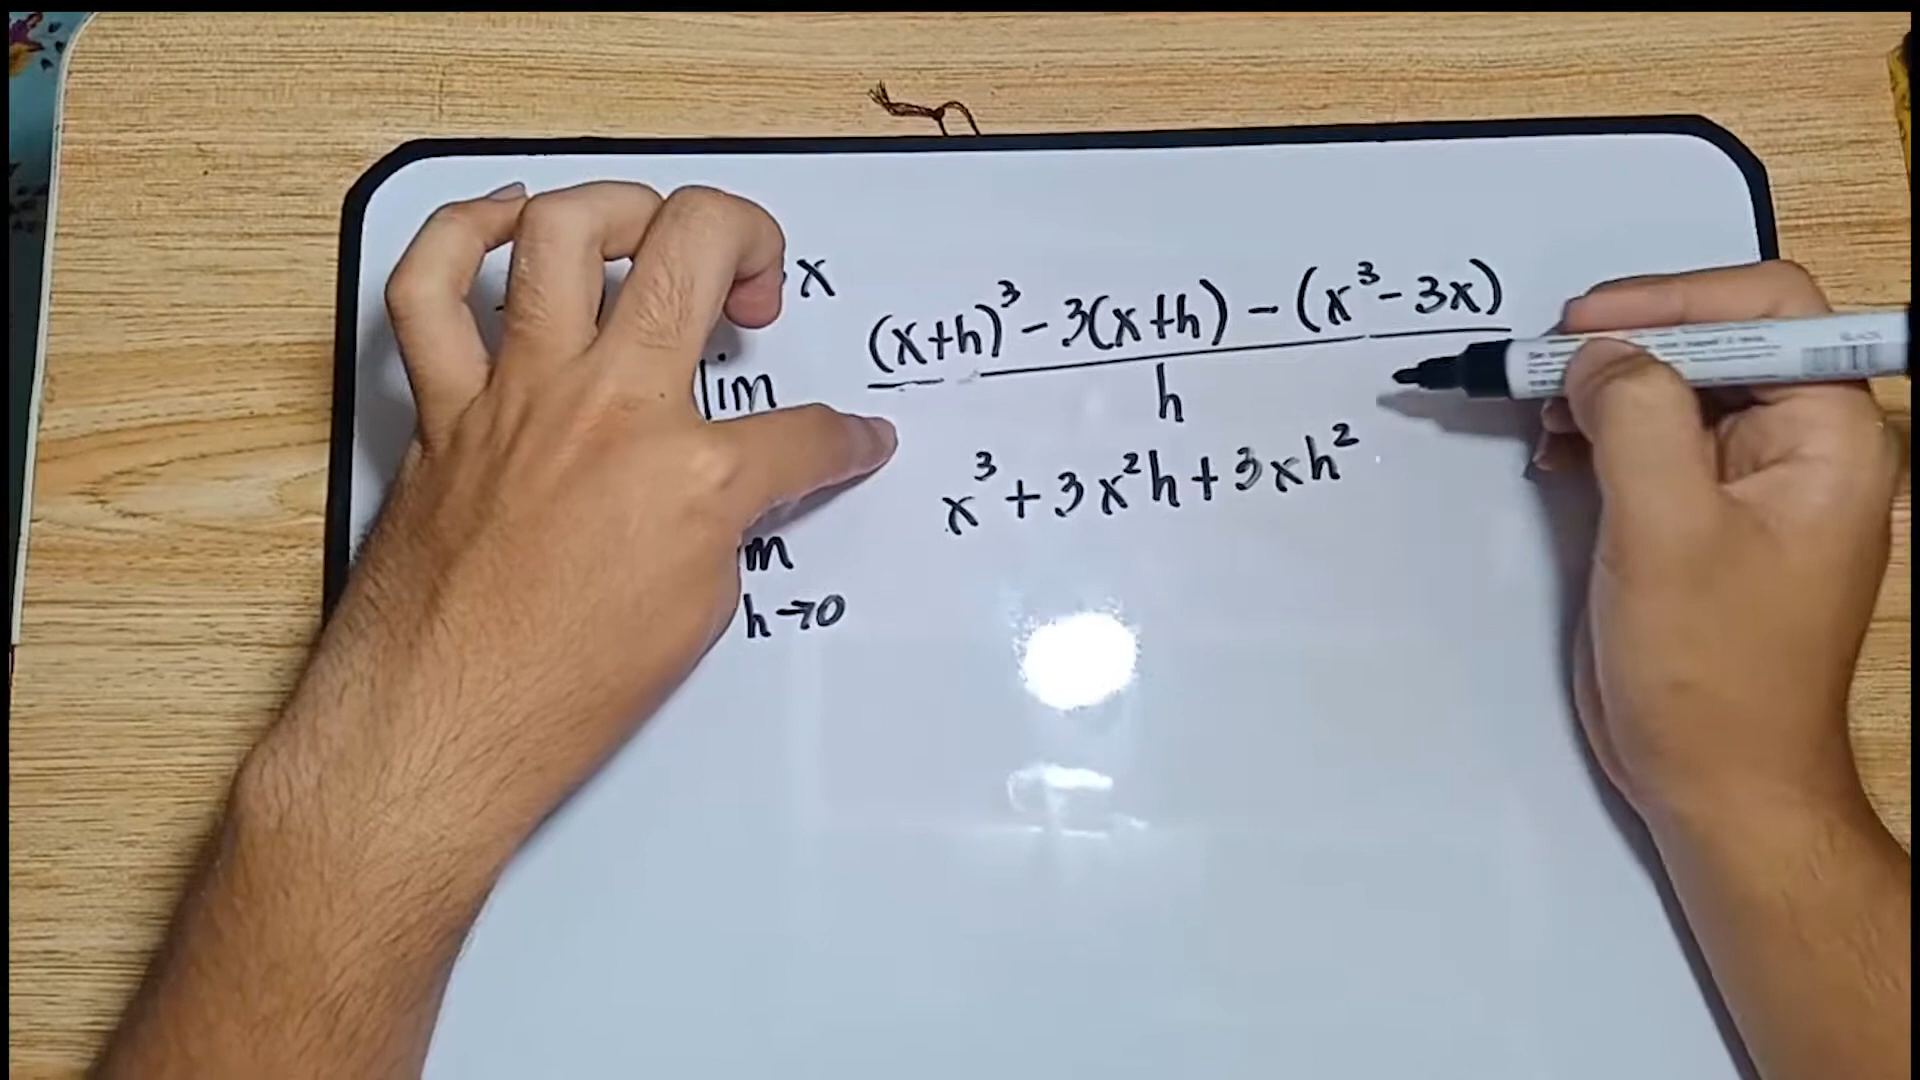 x
lim (x+h)³ - 3(x+h) - (x³ - 3x)
h
x³ + 3x²h + 3xh²
m
h→0